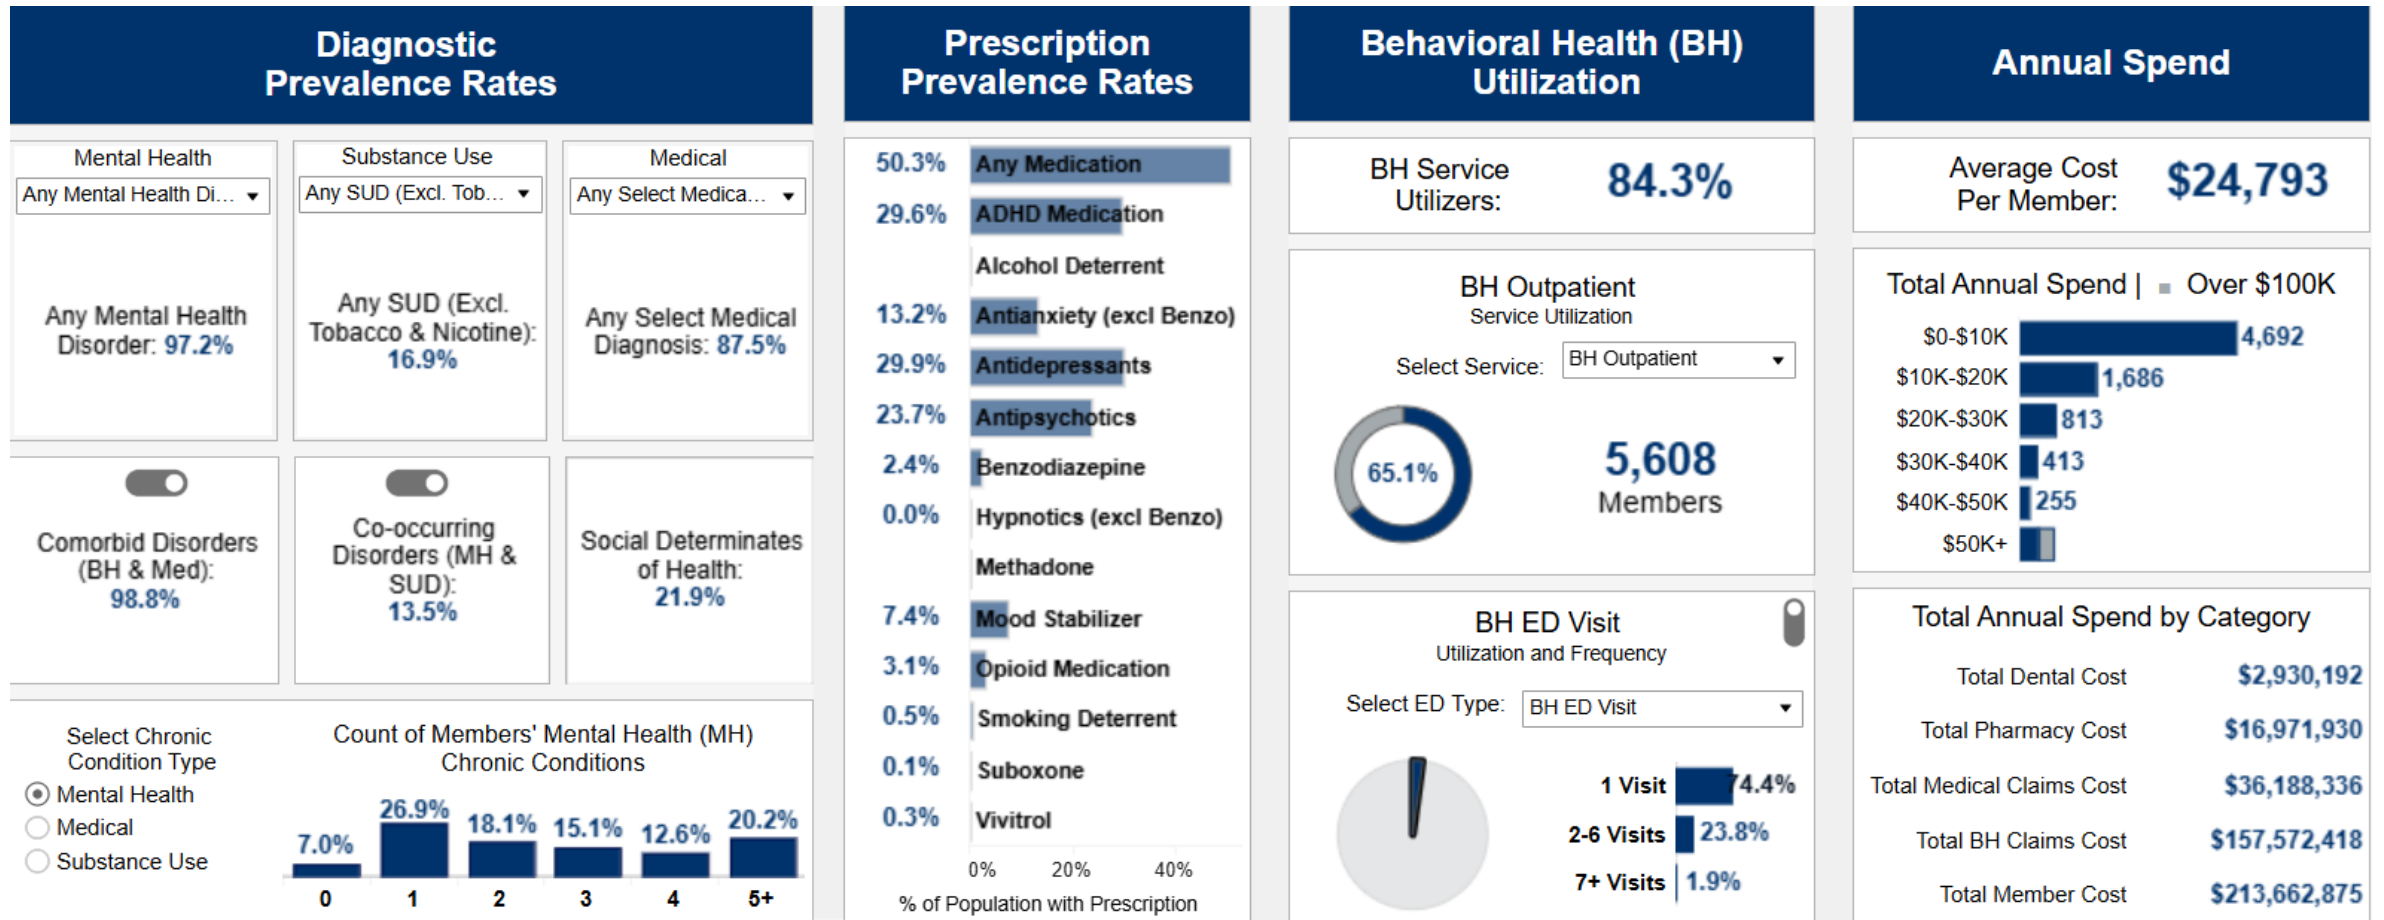 Diagnostic
Prevalence Rates
Mental Health
Any Mental Health Di...
Any Mental Health
Disorder: 97.2%
Substance Use
Any SUD (Excl. Tob...
Any SUD (Excl.
Tobacco & Nicotine):
16.9%
Medical
Any Select Medica...
Any Select Medical
Diagnosis: 87.5%
Comorbid Disorders
(BH & Med):
98.8%
Co-occurring
Disorders (MH &
SUD):
13.5%
Social Determinates
of Health:
21.9%
Select Chronic
Condition Type
Mental Health
Medical
Substance Use
Count of Members' Mental Health (MH)
Chronic Conditions
7.0% 26.9% 18.1% 15.1% 12.6% 20.2%
0 1 2 3 4 5+
Prescription
Prevalence Rates
50.3% Any Medication
29.6% ADHD Medication
Alcohol Deterrent
13.2% Antianxiety (excl Benzo)
29.9% Antidepressants
23.7% Antipsychotics
2.4% Benzodiazepine
0.0% Hypnotics (excl Benzo)
Methadone
7.4% Mood Stabilizer
3.1% Opioid Medication
0.5% Smoking Deterrent
0.1% Suboxone
0.3% Vivitrol
0% 20% 40%
% of Population with Prescription
Behavioral Health (BH)
Utilization
BH Service
Utilizers:
84.3%
BH Outpatient
Service Utilization
Select Service: BH Outpatient
65.1%
5,608
Members
BH ED Visit
Utilization and Frequency
Select ED Type: BH ED Visit
1 Visit 74.4%
2-6 Visits 23.8%
7+ Visits 1.9%
Annual Spend
Average Cost
Per Member:
$24,793
Total Annual Spend | Over $100K
$0-$10K 4,692
$10K-$20K 1,686
$20K-$30K 813
$30K-$40K 413
$40K-$50K 255
$50K+
Total Annual Spend by Category
Total Dental Cost $2,930,192
Total Pharmacy Cost $16,971,930
Total Medical Claims Cost $36,188,336
Total BH Claims Cost $157,572,418
Total Member Cost $213,662,875